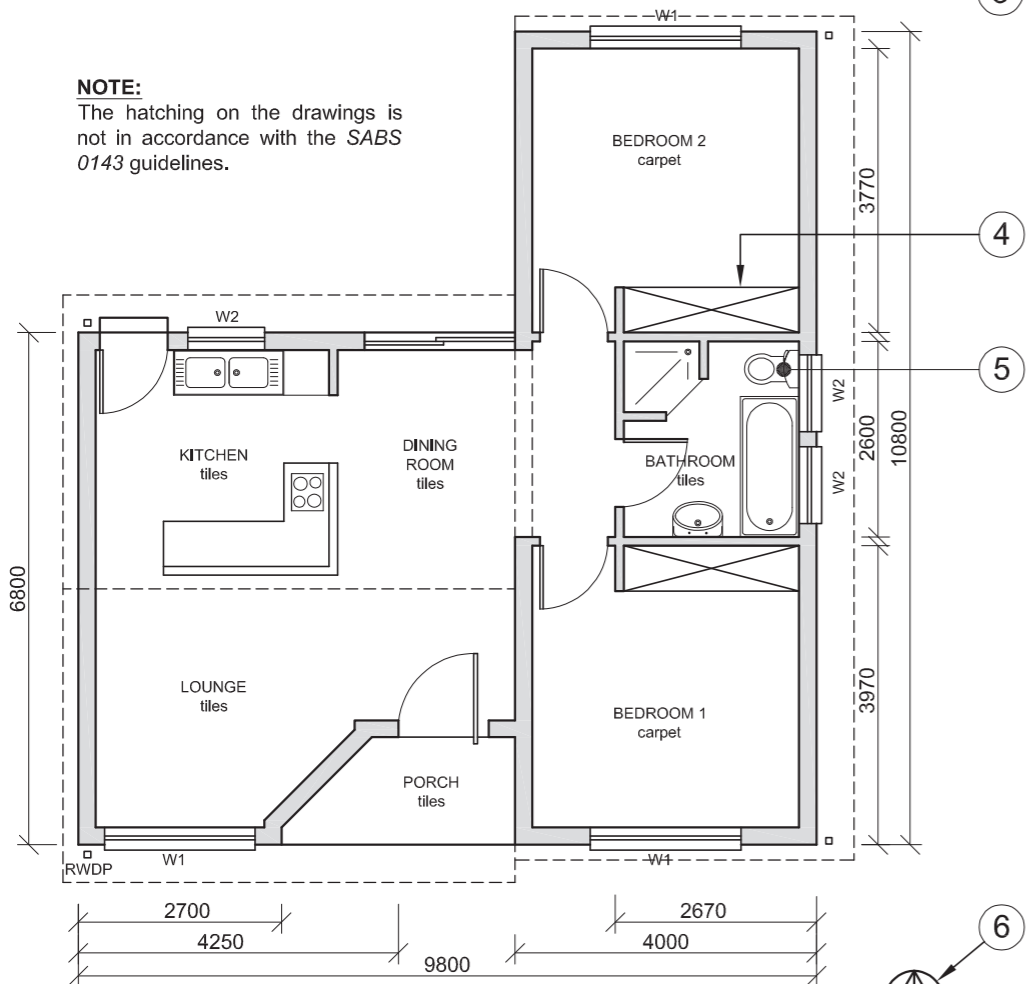 W1
NOTE:
The hatching on the drawings is
not in accordance with the SABS
0143 guidelines.
BEDROOM 2
carpet
3770
4
W2
5
KITCHEN
tiles
DINING
ROOM
tiles
BATHROOM
tiles
W2
W2
2600
10800
6800
LOUNGE
tiles
BEDROOM 1
carpet
3970
PORCH
tiles
RWDP
W1
W1
2700
2670
4250
4000
9800
6